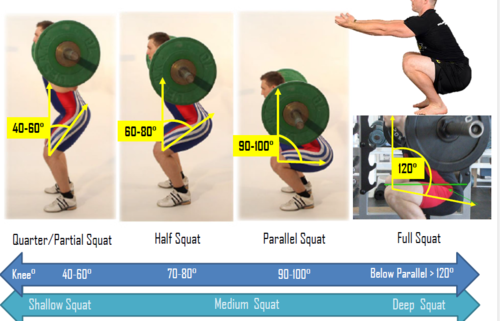 40-60°
60-80°
90-100°
120°
Quarter/Partial Squat
Half Squat
Parallel Squat
Full Squat
Knee° 40-60° 70-80° 90-100° Below Parallel > 120°
Shallow Squat Medium Squat Deep Squat